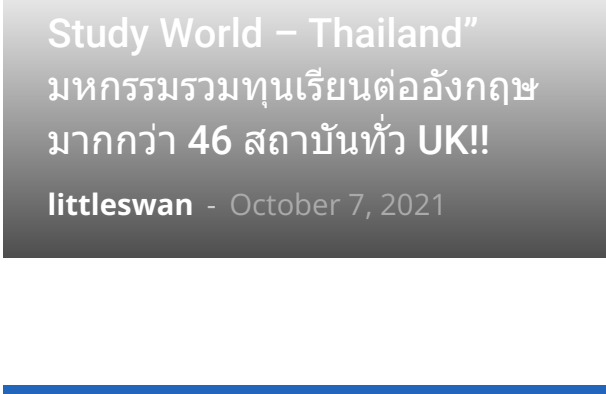 Study World – Thailand”
มหกรรมรวมทุนเรียนต่ออังกฤษ
มากกว่า 46 สถาบันทั่ว UK!!
littleswan - October 7, 2021